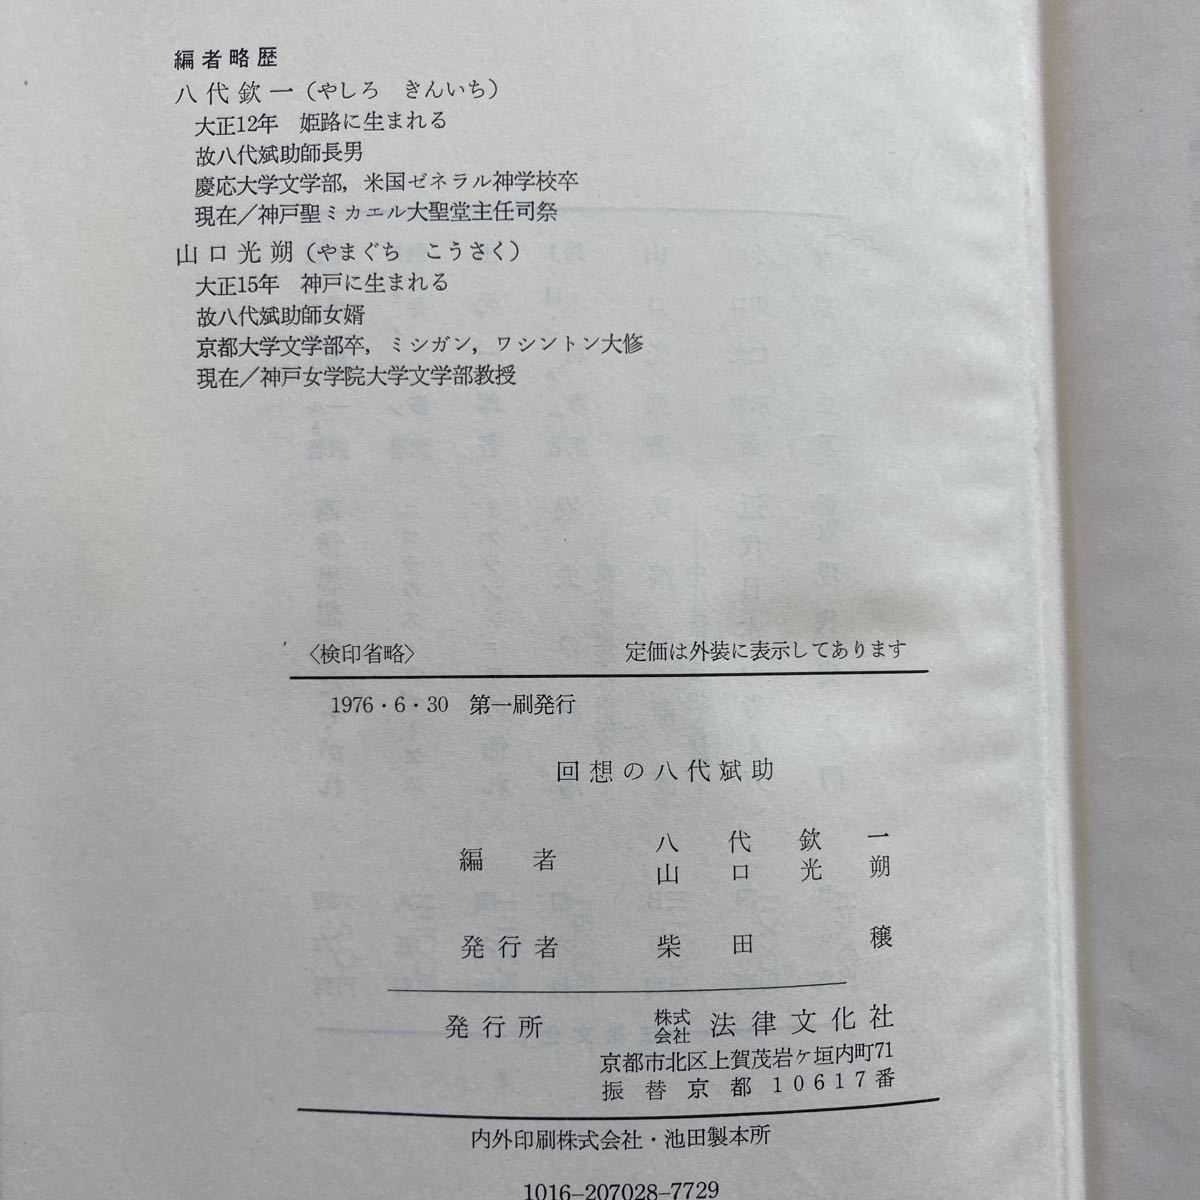 編者略歴
八代欽一(やしろ きんいち)
大正12年 姫路に生まれる
故八代斌助師長男
慶応大学文学部, 米国ゼネラル神学校卒
現在/神戸聖ミカエル大聖堂主任司祭
山口光朔(やまぐち こうさく)
大正15年 神戸に生まれる
故八代斌助師女婿
京都大学文学部卒, ミシガン, ワシントン大修
現在/神戸女学院大学文学部教授
〈検印省略〉 定価は外装に表示してあります
1976・6・30 第一刷発行
回想の八代斌助
編者 八代欽一
山口光朔
発行者 柴田穣
発行所 株式会社 法律文化社
京都市北区上賀茂岩ケ垣内町71
振替京都10617番
内外印刷株式会社・池田製本所
1016-207028-7729